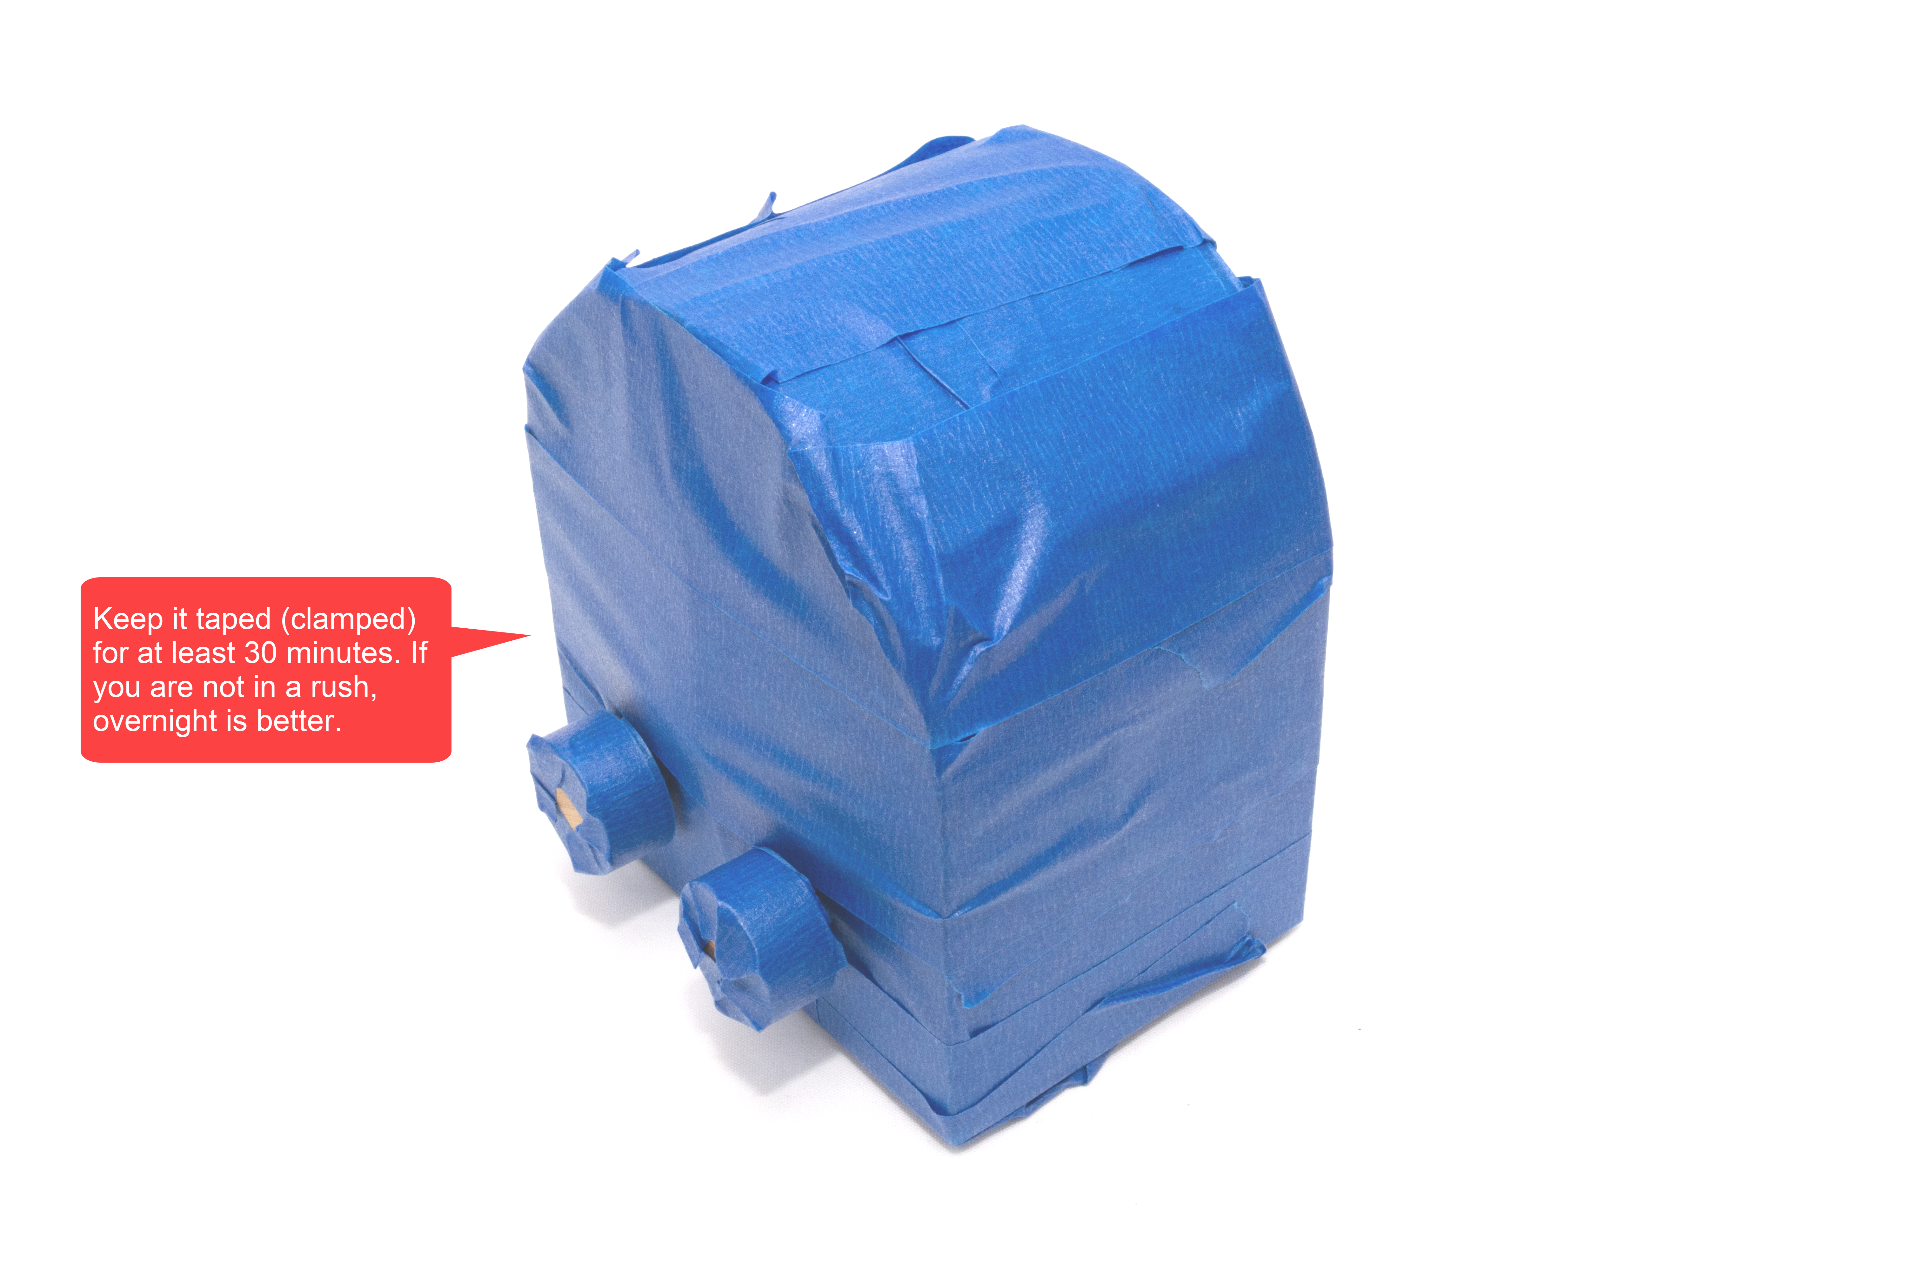 Keep it taped (clamped)
for at least 30 minutes. If
you are not in a rush,
overnight is better.